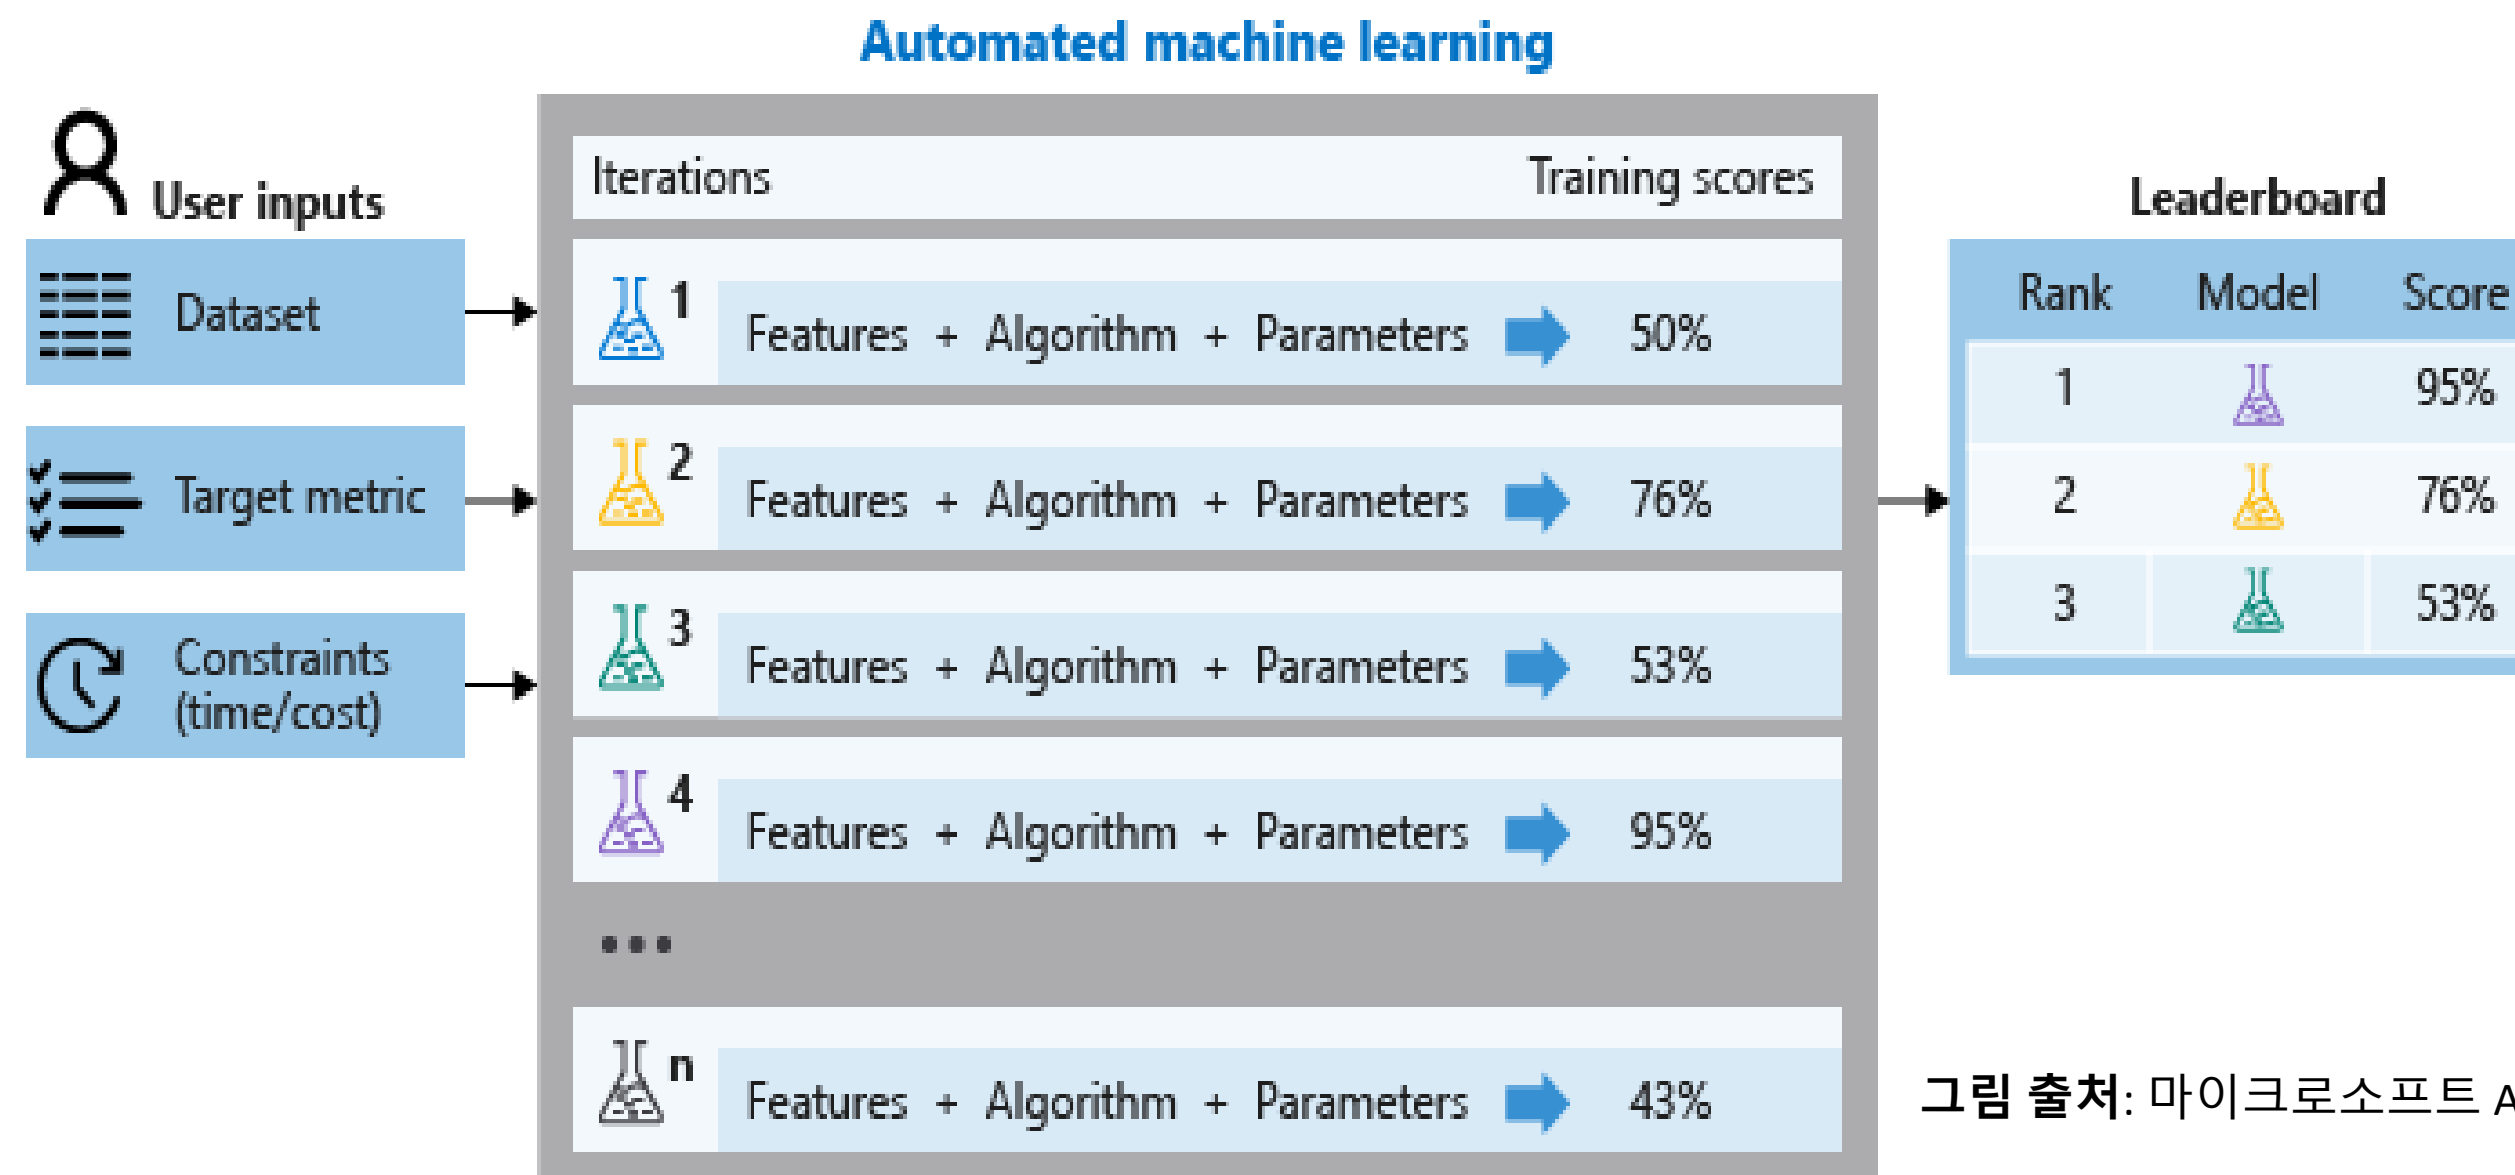 Automated machine learning
User inputs
Dataset
Target metric
Constraints
(time/cost)
Iterations Training scores
1 Features + Algorithm + Parameters 50%
2 Features + Algorithm + Parameters 76%
3 Features + Algorithm + Parameters 53%
4 Features + Algorithm + Parameters 95%
...
n Features + Algorithm + Parameters 43%
Leaderboard
Rank Model Score
1 95%
2 76%
3 53%
그림 출처: 마이크로소프트